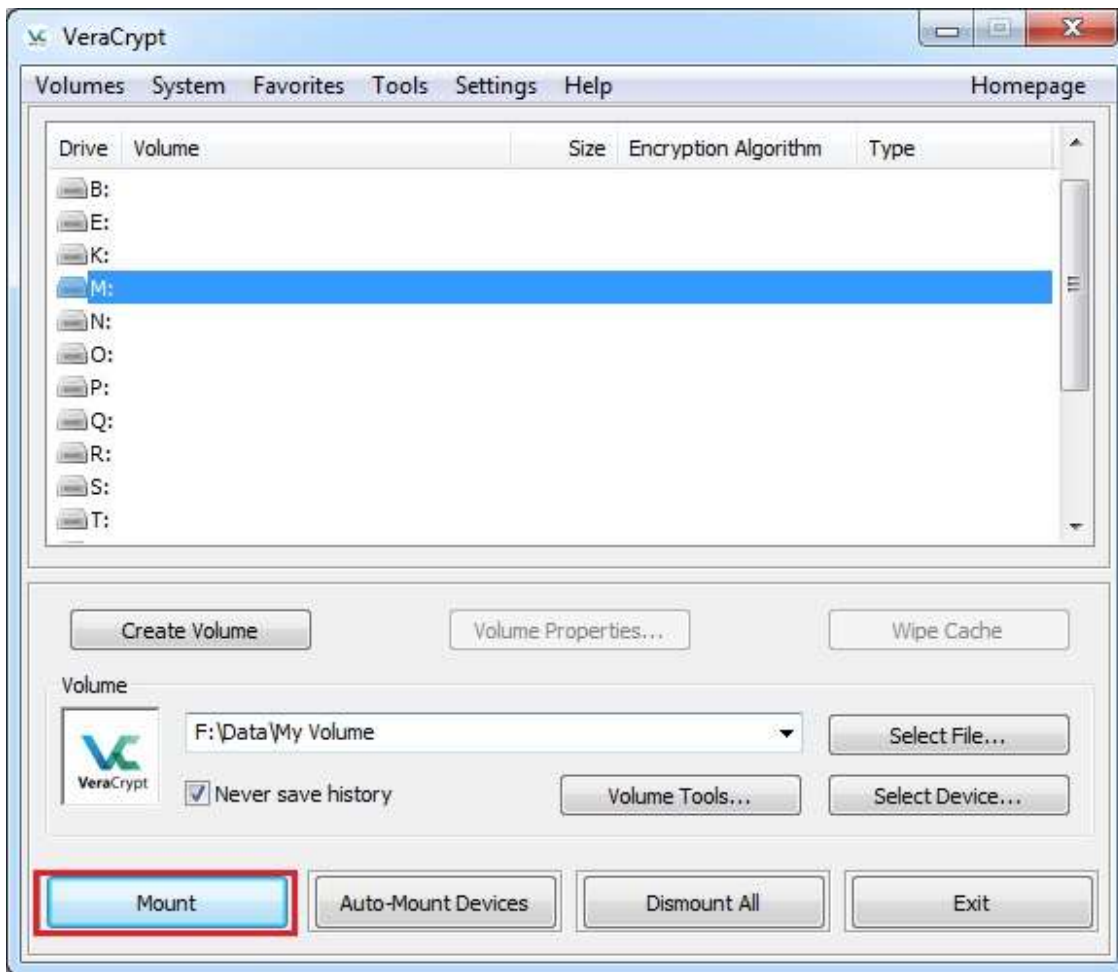 VeraCrypt
Volumes System Favorites Tools Settings Help Homepage
Drive Volume Size Encryption Algorithm Type
B:
E:
K:
M:
N:
O:
P:
Q:
R:
S:
T:
Create Volume Volume Properties... Wipe Cache
Volume
F:\Data\My Volume Select File...
VeraCrypt
Never save history Volume Tools... Select Device...
Mount Auto-Mount Devices Dismount All Exit